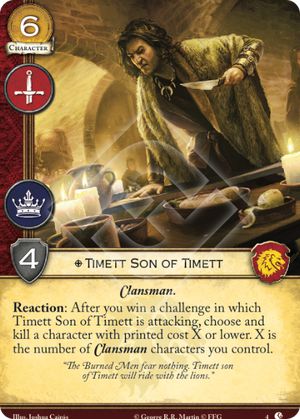 6
Character
4
Timett Son of Timett
Clansman.
Reaction: After you win a challenge in which
Timett Son of Timett is attacking, choose and
kill a character with printed cost X or lower. X
is the number of Clansman characters you control.
"The Burned Men fear nothing. Timett son
of Timett will ride with the lions."
Illus. Joshua Cairós
© George R.R. Martin © FFG
4